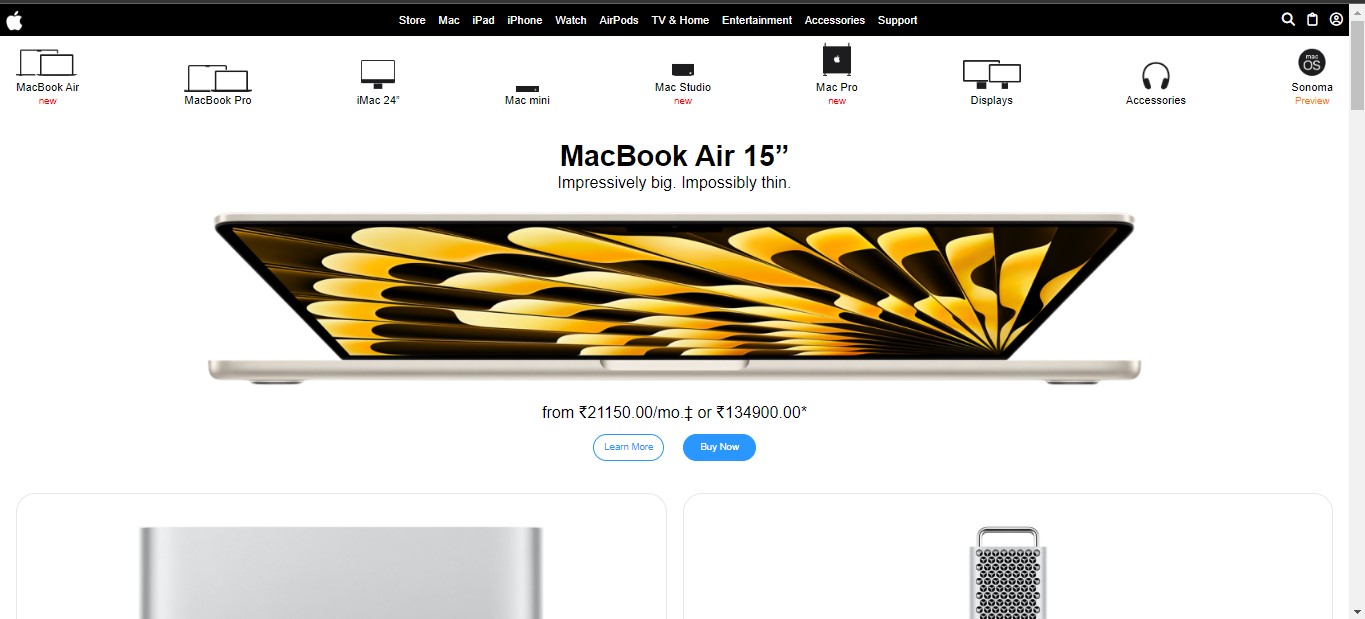 Store Mac iPad iPhone Watch AirPods TV & Home Entertainment Accessories Support
MacBook Air
new
MacBook Pro
iMac 24”
Mac mini
Mac Studio
new
Mac Pro
new
Displays
Accessories
mac
OS
Sonoma
Preview
MacBook Air 15”
Impressively big. Impossibly thin.
from ₹21150.00/mo.‡ or ₹134900.00*
Learn More
Buy Now